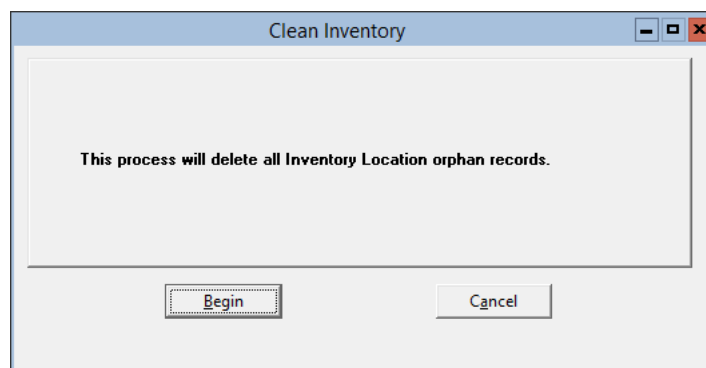 Clean Inventory
This process will delete all Inventory Location orphan records.
Begin
Cancel